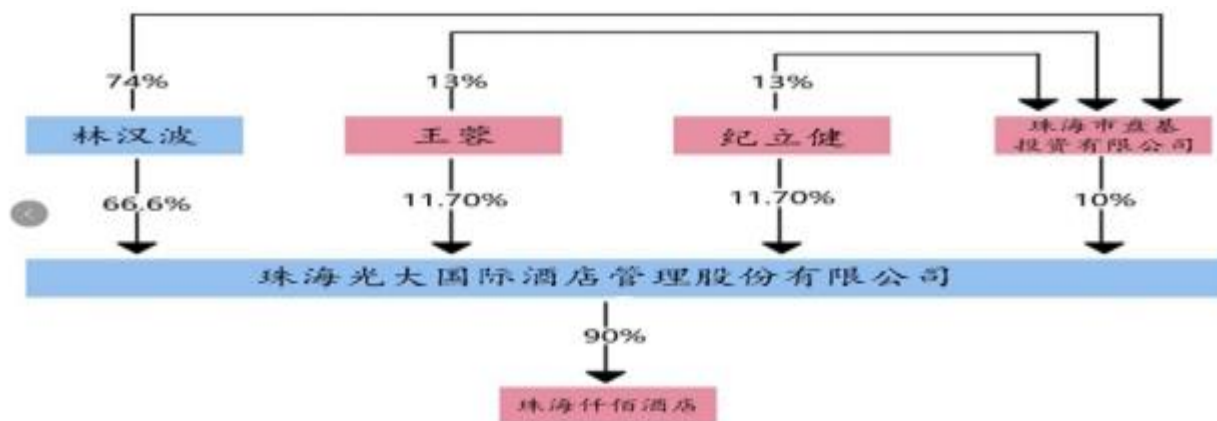 74%
13%
13%
林汉波
王蓉
纪立健
珠海市盘基
投资有限公司
66.6%
11.70%
11.70%
10%
珠海光大国际酒店管理股份有限公司
90%
珠海仟佰酒店